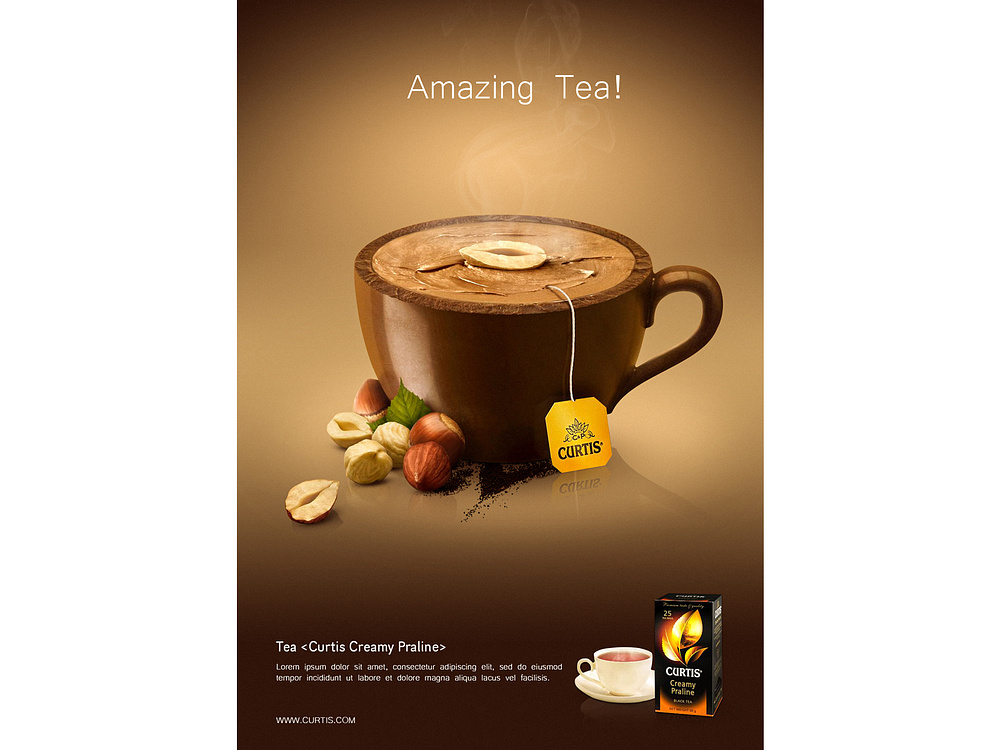 Amazing Tea!
C&P
CURTIS®
Tea <Curtis Creamy Praline>
Lorem ipsum dolor sit amet, consectetur adipiscing elit, sed do eiusmod
tempor incididunt ut labore et dolore magna aliqua lacus vel facilisis.
WWW.CURTIS.COM
CURTIS
25
CURTIS®
Creamy
Praline
BLACK TEA